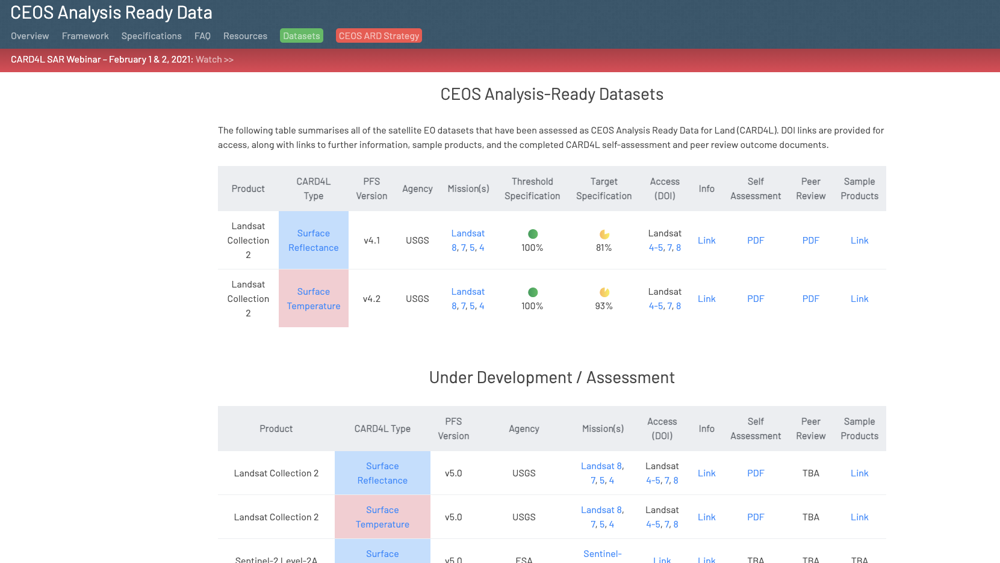 CEOS Analysis Ready Data
Overview Framework Specifications FAQ Resources Datasets CEOS ARD Strategy
CARD4L SAR Webinar – February 1 & 2, 2021: Watch >>
CEOS Analysis-Ready Datasets
The following table summarises all of the satellite EO datasets that have been assessed as CEOS Analysis Ready Data for Land (CARD4L). DOI links are provided for
access, along with links to further information, sample products, and the completed CARD4L self-assessment and peer review outcome documents.
Product CARD4L Type PFS Version Agency Mission(s) Threshold Specification Target Specification Access (DOI) Info Self Assessment Peer Review Sample Products
Landsat Collection 2 Surface Reflectance v4.1 USGS Landsat 8, 7, 5, 4 100% 81% Landsat 4-5, 7, 8 Link PDF PDF Link
Landsat Collection 2 Surface Temperature v4.2 USGS Landsat 8, 7, 5, 4 100% 93% Landsat 4-5, 7, 8 Link PDF PDF Link
Under Development / Assessment
Product CARD4L Type PFS Version Agency Mission(s) Access (DOI) Info Self Assessment Peer Review Sample Products
Landsat Collection 2 Surface Reflectance v5.0 USGS Landsat 8, 7, 5, 4 Landsat 4-5, 7, 8 Link PDF TBA Link
Landsat Collection 2 Surface Temperature v5.0 USGS Landsat 8, 7, 5, 4 Landsat 4-5, 7, 8 Link PDF TBA Link
Sentinel-2 Level-2A Surface v5.0 ESA Sentinel- Link Link TBA TBA TBA